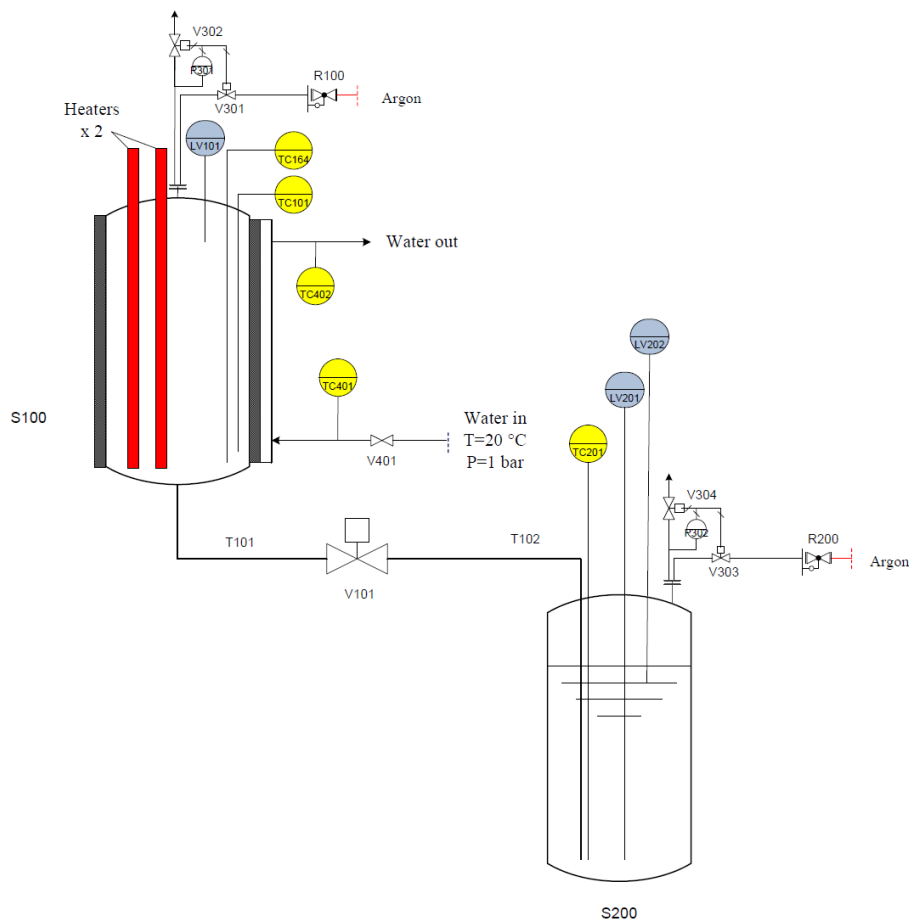 V302
P301
R100
V301
Argon
Heaters
x 2
LV101
TC164
TC101
Water out
TC402
LV202
TC401
LV201
S100
Water in
T=20 °C
P=1 bar
V401
TC201
V304
P302
R200
T101
T102
V303
Argon
V101
S200